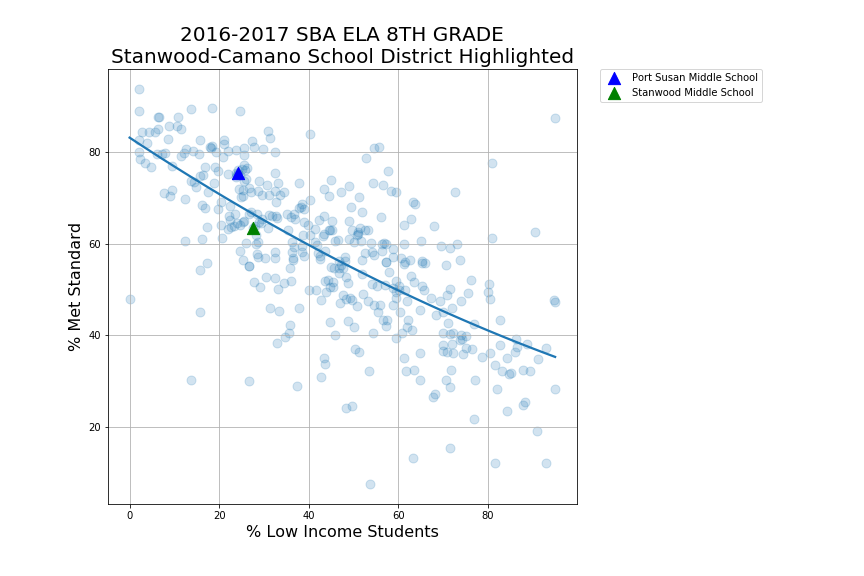 2016-2017 SBA ELA 8TH GRADE
Stanwood-Camano School District Highlighted
Port Susan Middle School
Stanwood Middle School
% Met Standard
80
60
40
20
0
20
40
60
80
% Low Income Students